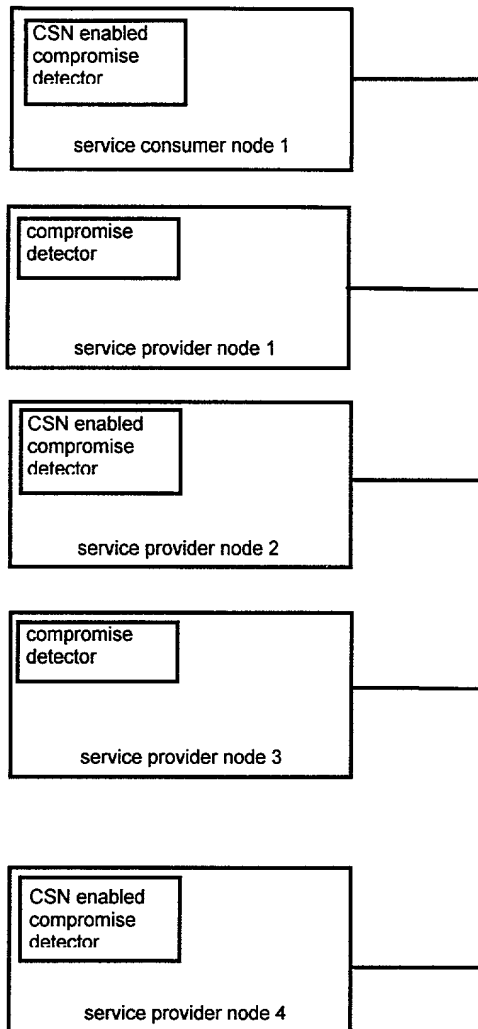 CSN enabled
compromise
detector
service consumer node 1
compromise
detector
service provider node 1
CSN enabled
compromise
detector
service provider node 2
compromise
detector
service provider node 3
CSN enabled
compromise
detector
service provider node 4